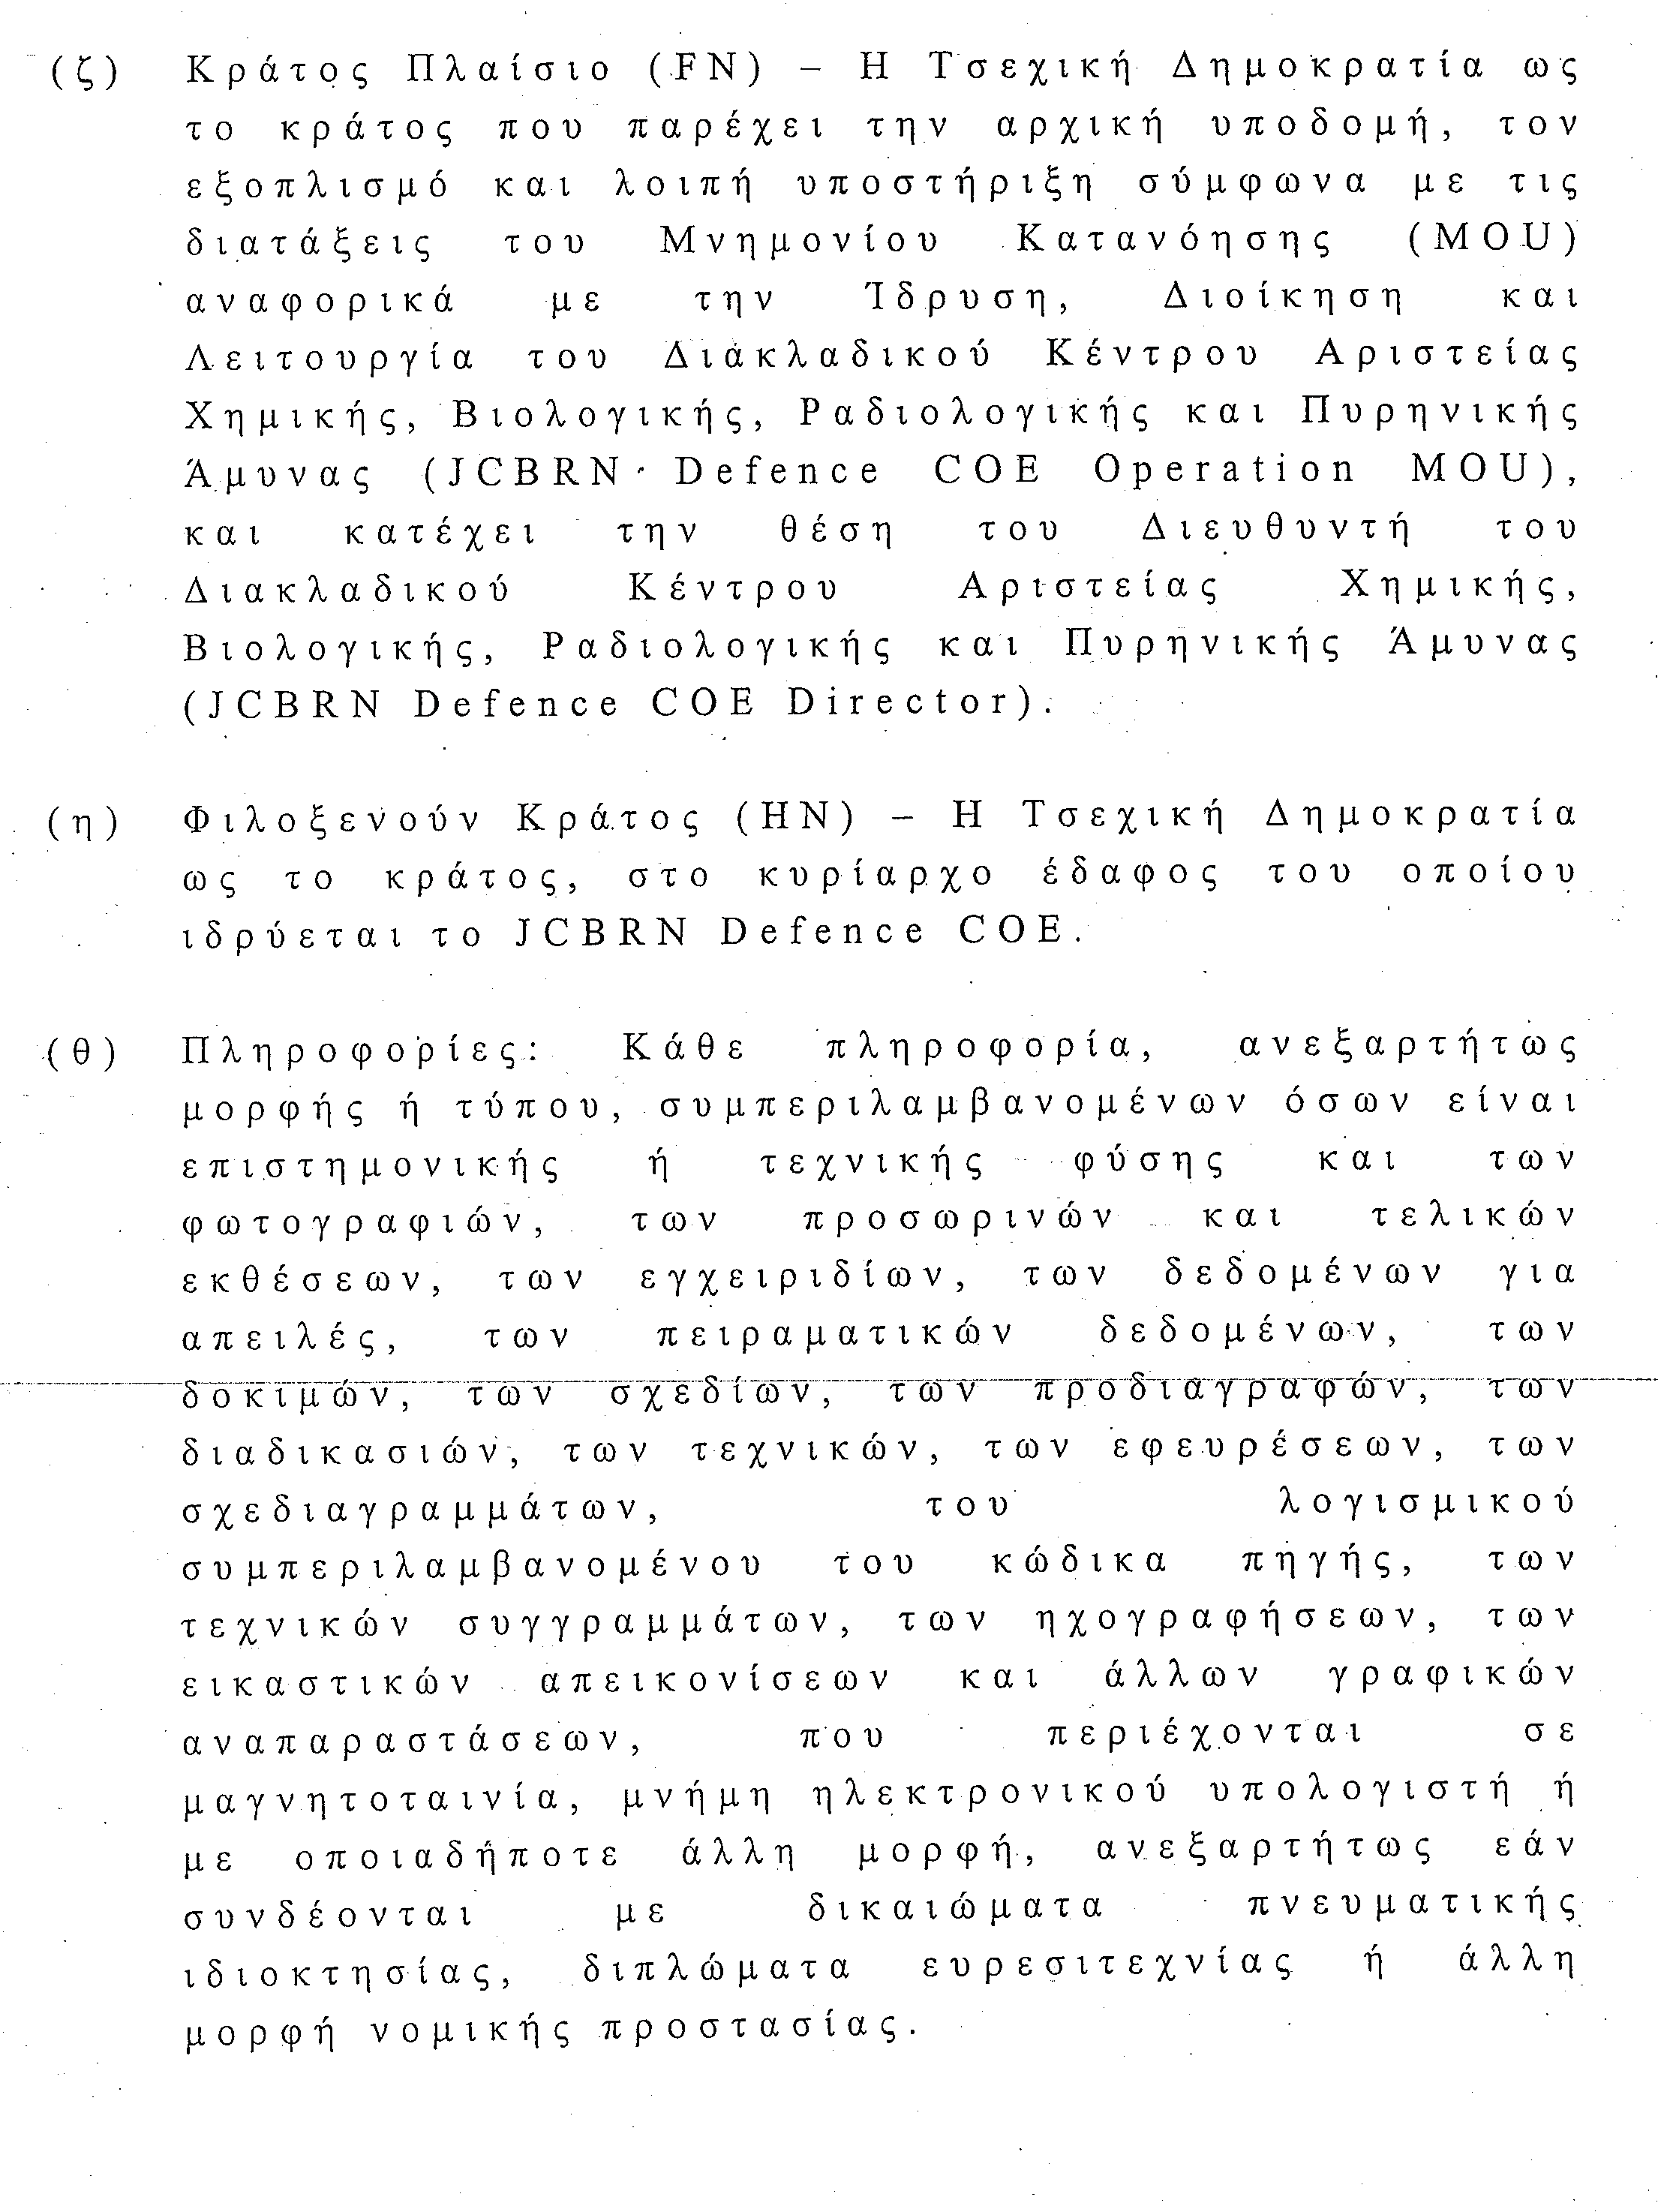 (ζ) Κράτος Πλαίσιο (FN) – Η Τσεχική Δημοκρατία ως
το κράτος που παρέχει την αρχική υποδομή, τον
εξοπλισμό και λοιπή υποστήριξη σύμφωνα με τις
διατάξεις του Μνημονίου Κατανόησης (MOU)
αναφορικά με την Ίδρυση, Διοίκηση και
Λειτουργία του Διακλαδικού Κέντρου Αριστείας
Χημικής, Βιολογικής, Ραδιολογικής και Πυρηνικής
Άμυνας (JCBRN Defence COE Operation MOU),
και κατέχει την θέση του Διευθυντή του
Διακλαδικού Κέντρου Αριστείας Χημικής,
Βιολογικής, Ραδιολογικής και Πυρηνικής Άμυνας
(JCBRN Defence COE Director).
(η) Φιλοξενούν Κράτος (HN) – Η Τσεχική Δημοκρατία
ως το κράτος, στο κυρίαρχο έδαφος του οποίου
ιδρύεται το JCBRN Defence COE.
(θ) Πληροφορίες: Κάθε πληροφορία, ανεξαρτήτως
μορφής ή τύπου, συμπεριλαμβανομένων όσων είναι
επιστημονικής ή τεχνικής φύσης και των
φωτογραφιών, των προσωρινών και τελικών
εκθέσεων, των εγχειριδίων, των δεδομένων για
απειλές, των πειραματικών δεδομένων, των
δοκιμών, των σχεδίων, των προδιαγραφών, των
διαδικασιών, των τεχνικών, των εφευρέσεων, των
σχεδιαγραμμάτων, του λογισμικού
συμπεριλαμβανομένου του κώδικα πηγής, των
τεχνικών συγγραμμάτων, των ηχογραφήσεων, των
εικαστικών απεικονίσεων και άλλων γραφικών
αναπαραστάσεων, που περιέχονται σε
μαγνητοταινία, μνήμη ηλεκτρονικού υπολογιστή ή
με οποιαδήποτε άλλη μορφή, ανεξαρτήτως εάν
συνδέονται με δικαιώματα πνευματικής
ιδιοκτησίας, διπλώματα ευρεσιτεχνίας ή άλλη
μορφή νομικής προστασίας.